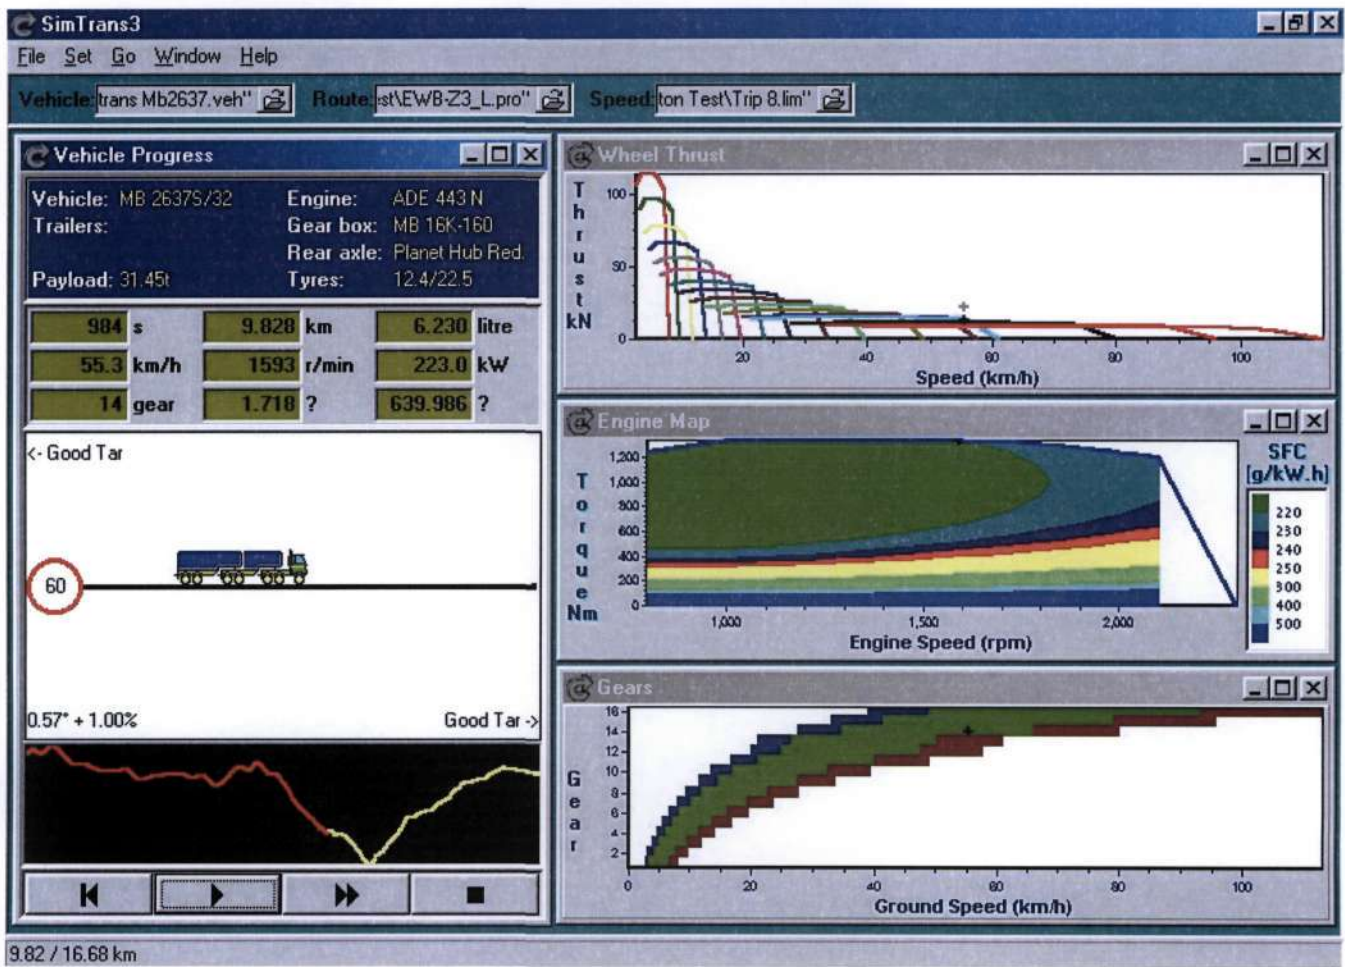 SimTrans3
File Set Go Window Help
Vehicle: trans Mb2637.veh" Route: st\EWB-Z3_L.pro" Speed: ton Test\Trip 8.lim"
Vehicle Progress
Vehicle: MB 2637S/32 Engine: ADE 443 N
Trailers: Gear box: MB 16K-160
Rear axle: Planet Hub Red.
Payload: 31.45t Tyres: 12.4/22.5
984 s 9.828 km 6.230 litre
55.3 km/h 1593 r/min 223.0 kW
14 gear 1.718 ? 639.986 ?
<- Good Tar
60
0.57° + 1.00% Good Tar ->
Wheel Thrust
Thrust kN
100
50
0
20 40 60 80 100
Speed (km/h)
Engine Map
Torque Nm
1,200
1,000
800
600
400
200
0
1,000 1,500 2,000
Engine Speed (rpm)
SFC
[g/kW.h]
220
230
240
250
300
400
500
Gears
Gear
16
14
12
10
8
6
4
2
0 20 40 60 80 100
Ground Speed (km/h)
9.82 / 16.68 km